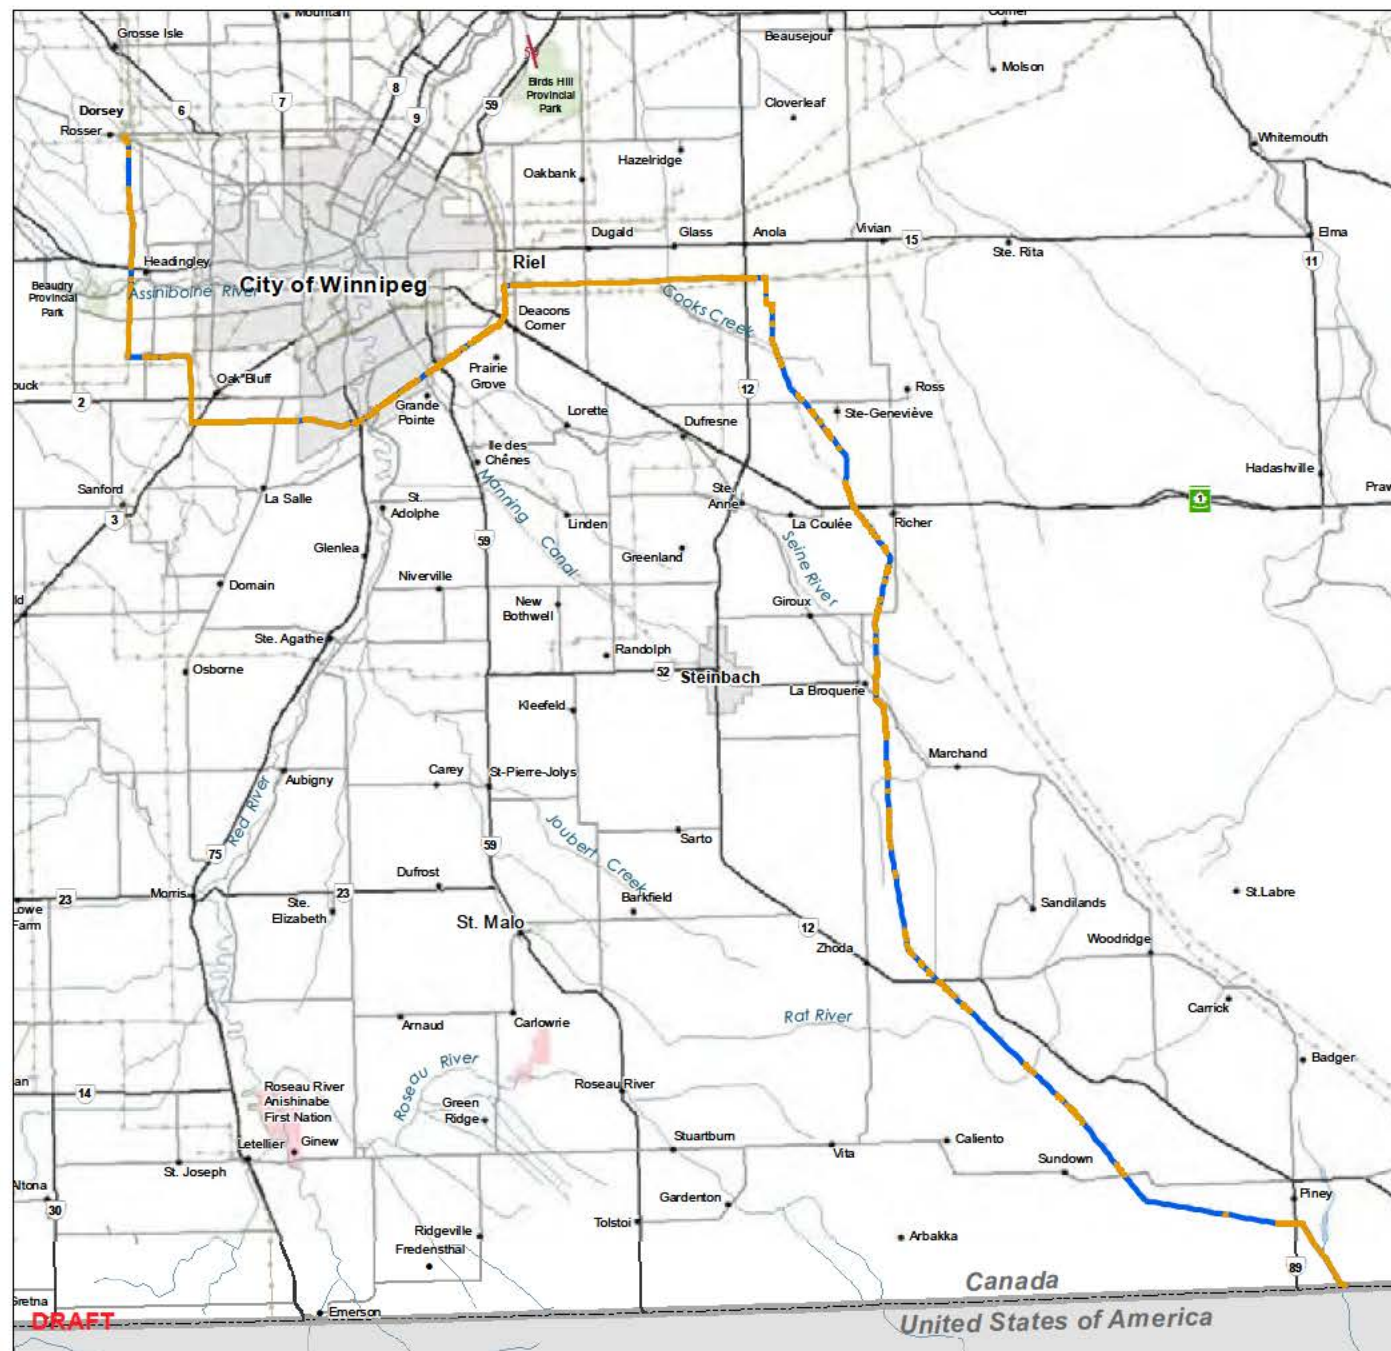 Mountain
Grosse Isle
Beausejour
Molson
Birds Hill
Provincial
Park
8
7
6
59
9
Dorsey
Rosser
Cloverleaf
Whitemouth
Hazelridge
Oakbank
Dugald
Glass
Anola
Vivian
15
Ste. Rita
Elma
11
Headingley
Riel
City of Winnipeg
Beaudry
Provincial
Park
Assiniboine River
Cooks Creek
Deacons
Corner
Prairie
Grove
Oak Bluff
2
Grande
Pointe
12
Ross
Ste-Geneviève
Lorette
Dufresne
Ile des
Chênes
Hadashville
La Salle
Sanford
3
St.
Adolphe
Manning
Canal
Linden
Ste.
Anne
La Coulée
Richer
1
Glenlea
59
Greenland
Seine River
Domain
Niverville
New
Bothwell
Giroux
Ste. Agathe
Osborne
Randolph
52
Steinbach
La Broquerie
Kleefeld
Marchand
Aubigny
Carey
St-Pierre-Jolys
Red River
Joubert Creek
Sarto
75
59
Dufrost
Morris
23
Lowe
Farm
Ste.
Elizabeth
23
Barkfield
St. Malo
12
Zhoda
Sandilands
St.Labre
Woodridge
Carrick
Arnaud
Carlowrie
Rat River
Badger
14
Roseau River
Anishinabe
First Nation
Roseau River
Green
Ridge
Roseau River
Letellier
Ginew
St. Joseph
Stuartburn
Vita
Caliento
Sundown
Altona
30
Gardenton
Piney
Tolstoi
Ridgeville
Fredensthal
Arbakka
89
Canada
Gretna
DRAFT
Emerson
United States of America